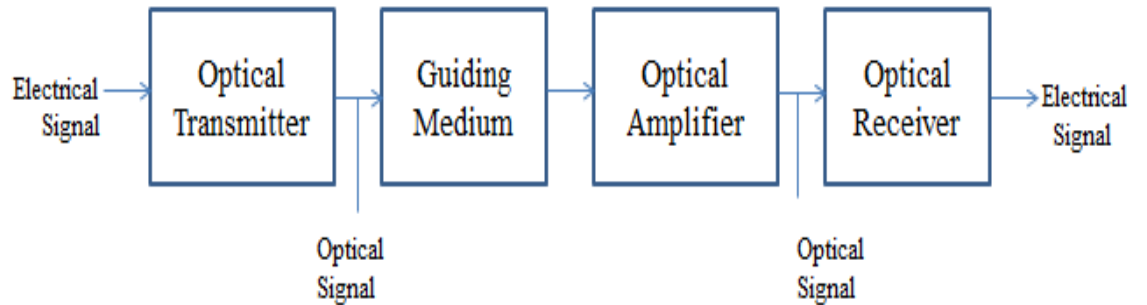 Electrical
Signal
Optical
Transmitter
Guiding
Medium
Optical
Amplifier
Optical
Receiver
Electrical
Signal
Optical
Signal
Optical
Signal